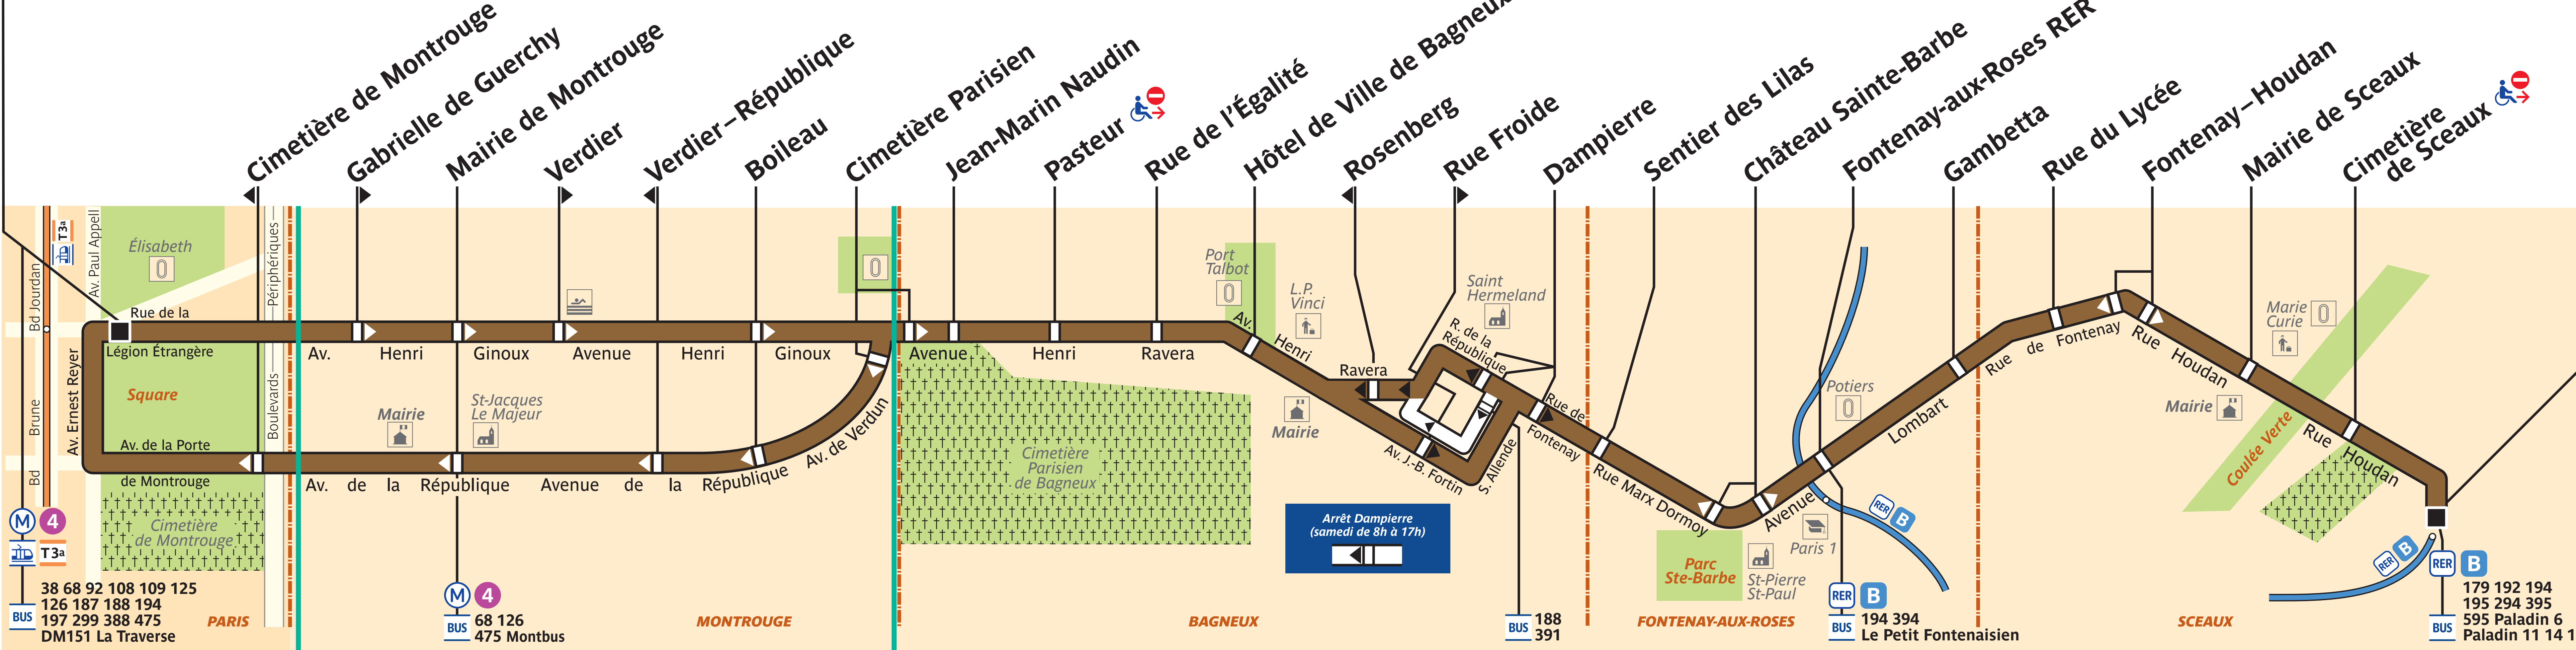 Cimetière de Montrouge
Gabrielle de Guerchy
Mairie de Montrouge
Verdier
Verdier–République
Boileau
Cimetière Parisien
Jean-Marin Naudin
Pasteur
Rue de l'Égalité
Hôtel de Ville de Bagneux
Rosenberg
Rue Froide
Dampierre
Sentier des Lilas
Château Sainte-Barbe
Fontenay-aux-Roses RER
Gambetta
Rue du Lycée
Fontenay–Houdan
Mairie de Sceaux
Cimetière
de Sceaux
T3a
Bd Jourdan
Av. Paul Appell
Élisabeth
Périphériques
Boulevards
Rue de la
Légion Étrangère
Av. Ernest Reyer
Square
Av. de la Porte
de Montrouge
Bd Brune
Cimetière
de Montrouge
M 4
T3a
BUS
38 68 92 108 109 125
126 187 188 194
197 299 388 475
DM151 La Traverse
PARIS
Av. Henri Ginoux Avenue Henri Ginoux
Mairie
St-Jacques
Le Majeur
Av. de la République Avenue de la République
Av. de Verdun
M 4
BUS
68 126
475 Montbus
MONTROUGE
Avenue Henri Ravera
Cimetière
Parisien
de Bagneux
Port
Talbot
Av. Henri
L.P.
Vinci
Ravera
Mairie
Saint
Hermeland
R. de la
République
Av. J.-B. Fortin
S. Allende
Rue de
Fontenay
Arrêt Dampierre
(samedi de 8h à 17h)
BAGNEUX
BUS
188
391
Rue Marx Dormoy
Parc
Ste-Barbe
St-Pierre
St-Paul
Avenue Lombart
Paris 1
Potiers
RER B
FONTENAY-AUX-ROSES
RER B
BUS
194 394
Le Petit Fontenaisien
Rue de Fontenay
Rue Houdan
Marie
Curie
Mairie
Coulée Verte
Rue Houdan
SCEAUX
RER B
RER B
BUS
179 192 194
195 294 395
595 Paladin 6
Paladin 11 14 1